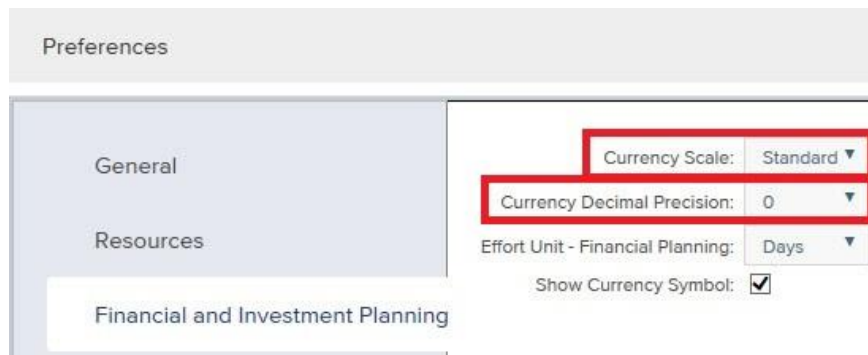 Preferences
General
Resources
Financial and Investment Planning
Currency Scale: Standard
Currency Decimal Precision: 0
Effort Unit - Financial Planning: Days
Show Currency Symbol: